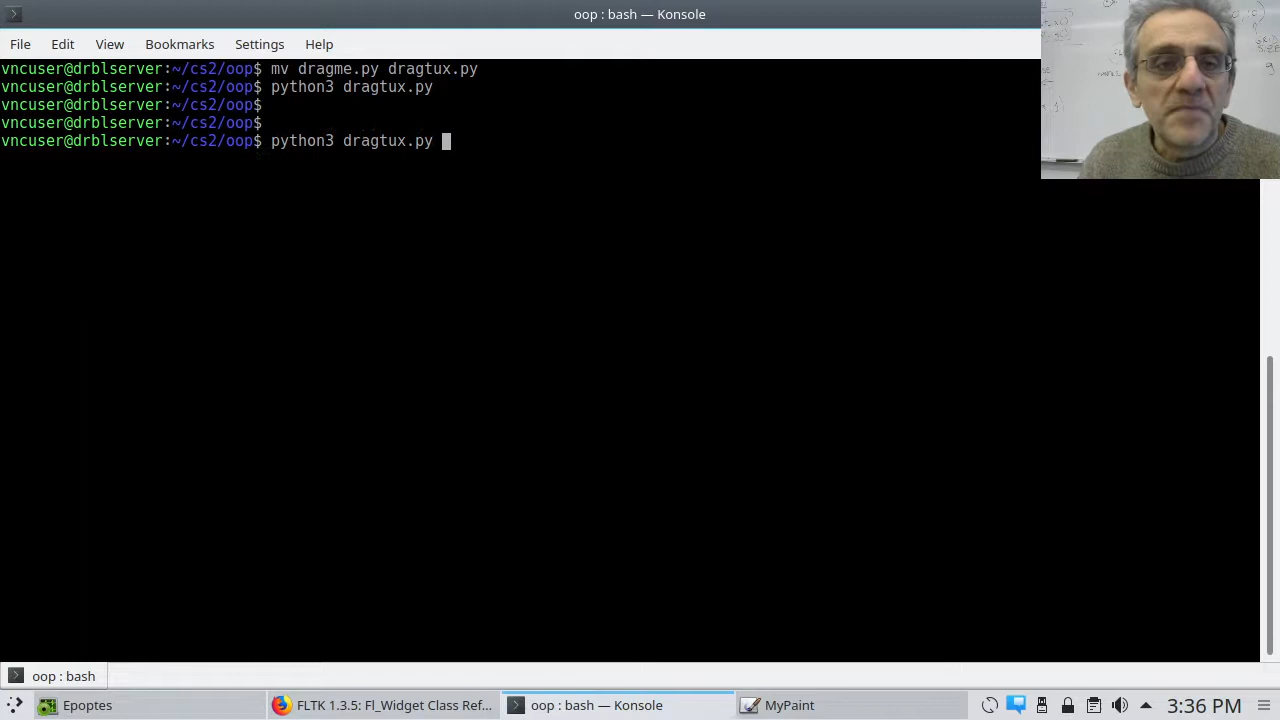 oop : bash — Konsole
File Edit View Bookmarks Settings Help
vncuser@drblserver:~/cs2/oop$ mv dragme.py dragtux.py
vncuser@drblserver:~/cs2/oop$ python3 dragtux.py
vncuser@drblserver:~/cs2/oop$
vncuser@drblserver:~/cs2/oop$
vncuser@drblserver:~/cs2/oop$ python3 dragtux.py
oop : bash
Epoptes FLTK 1.3.5: Fl_Widget Class Ref... oop : bash — Konsole MyPaint 3:36 PM